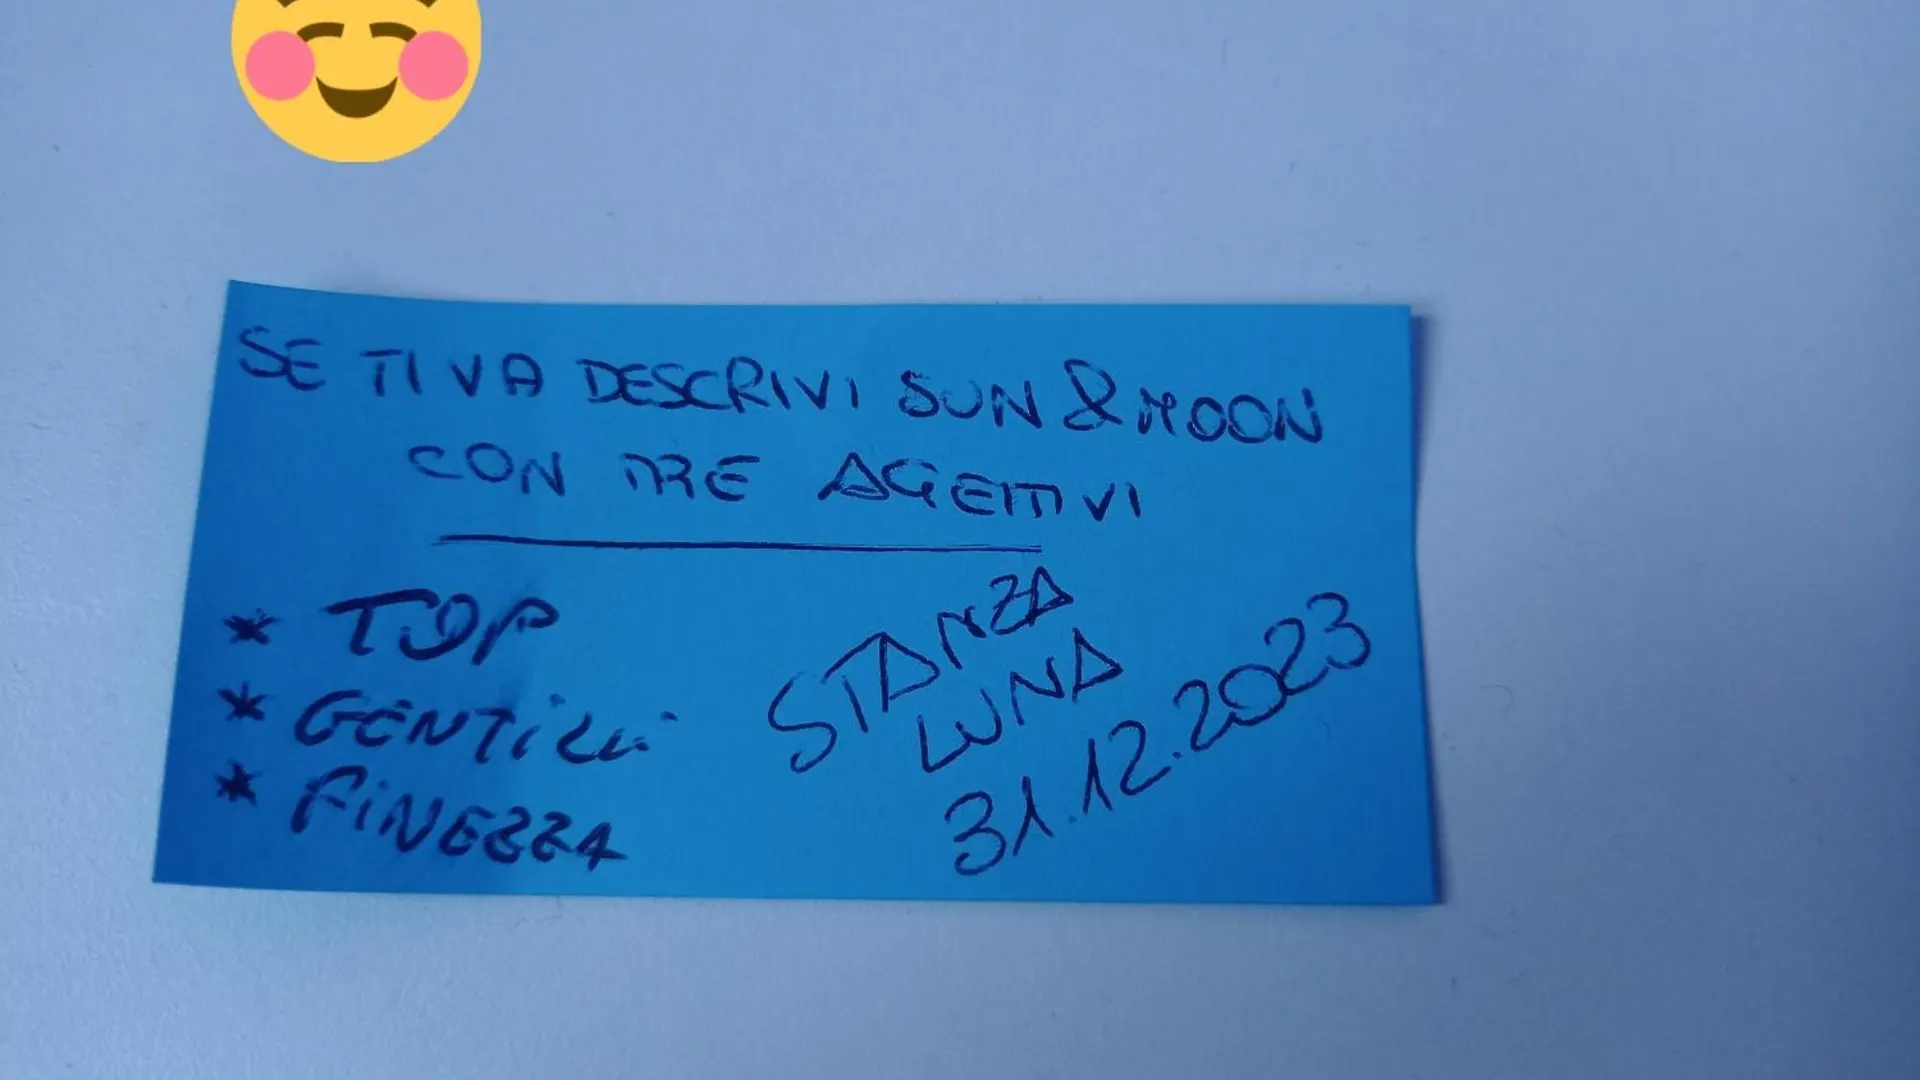 SE TI VA DESCRIVI SUN & MOON
CON TRE AGETTIVI
* TOP
* GENTILI
* FINEZZA
STANZA
LUNA
31.12.2023